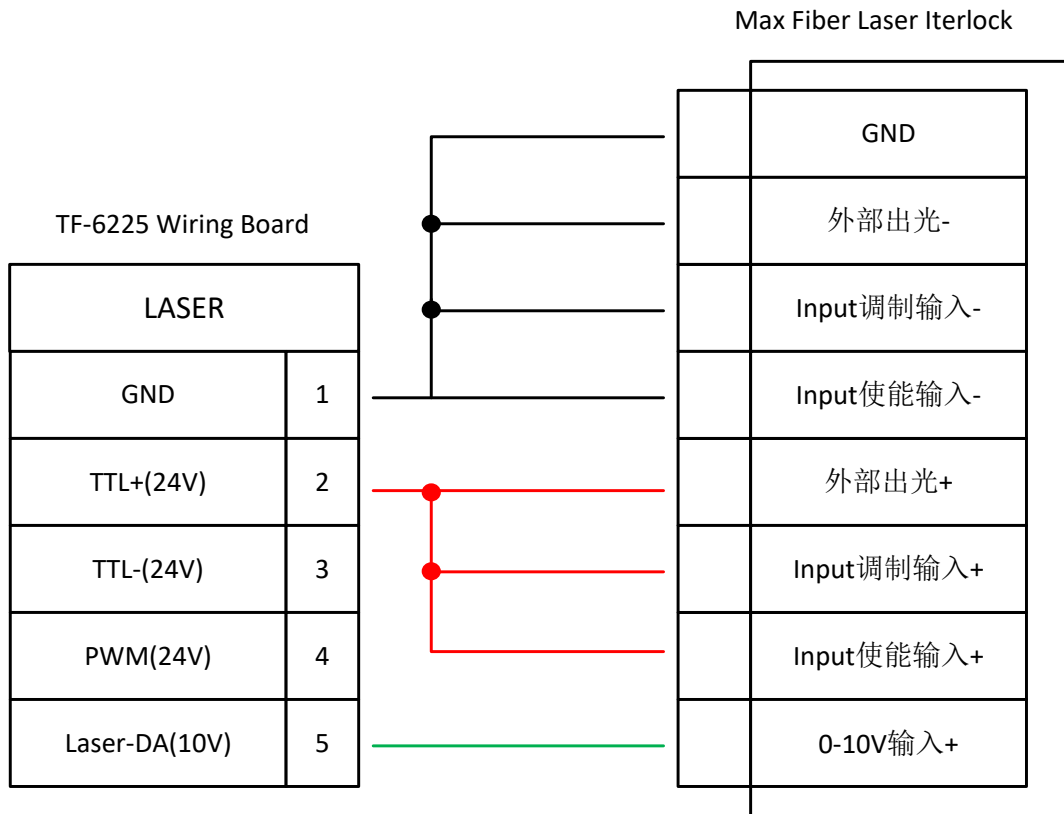 Max Fiber Laser Iterlock
TF-6225 Wiring Board
LASER
GND 1
TTL+(24V) 2
TTL-(24V) 3
PWM(24V) 4
Laser-DA(10V) 5
GND
外部出光-
Input调制输入-
Input使能输入-
外部出光+
Input调制输入+
Input使能输入+
0-10V输入+